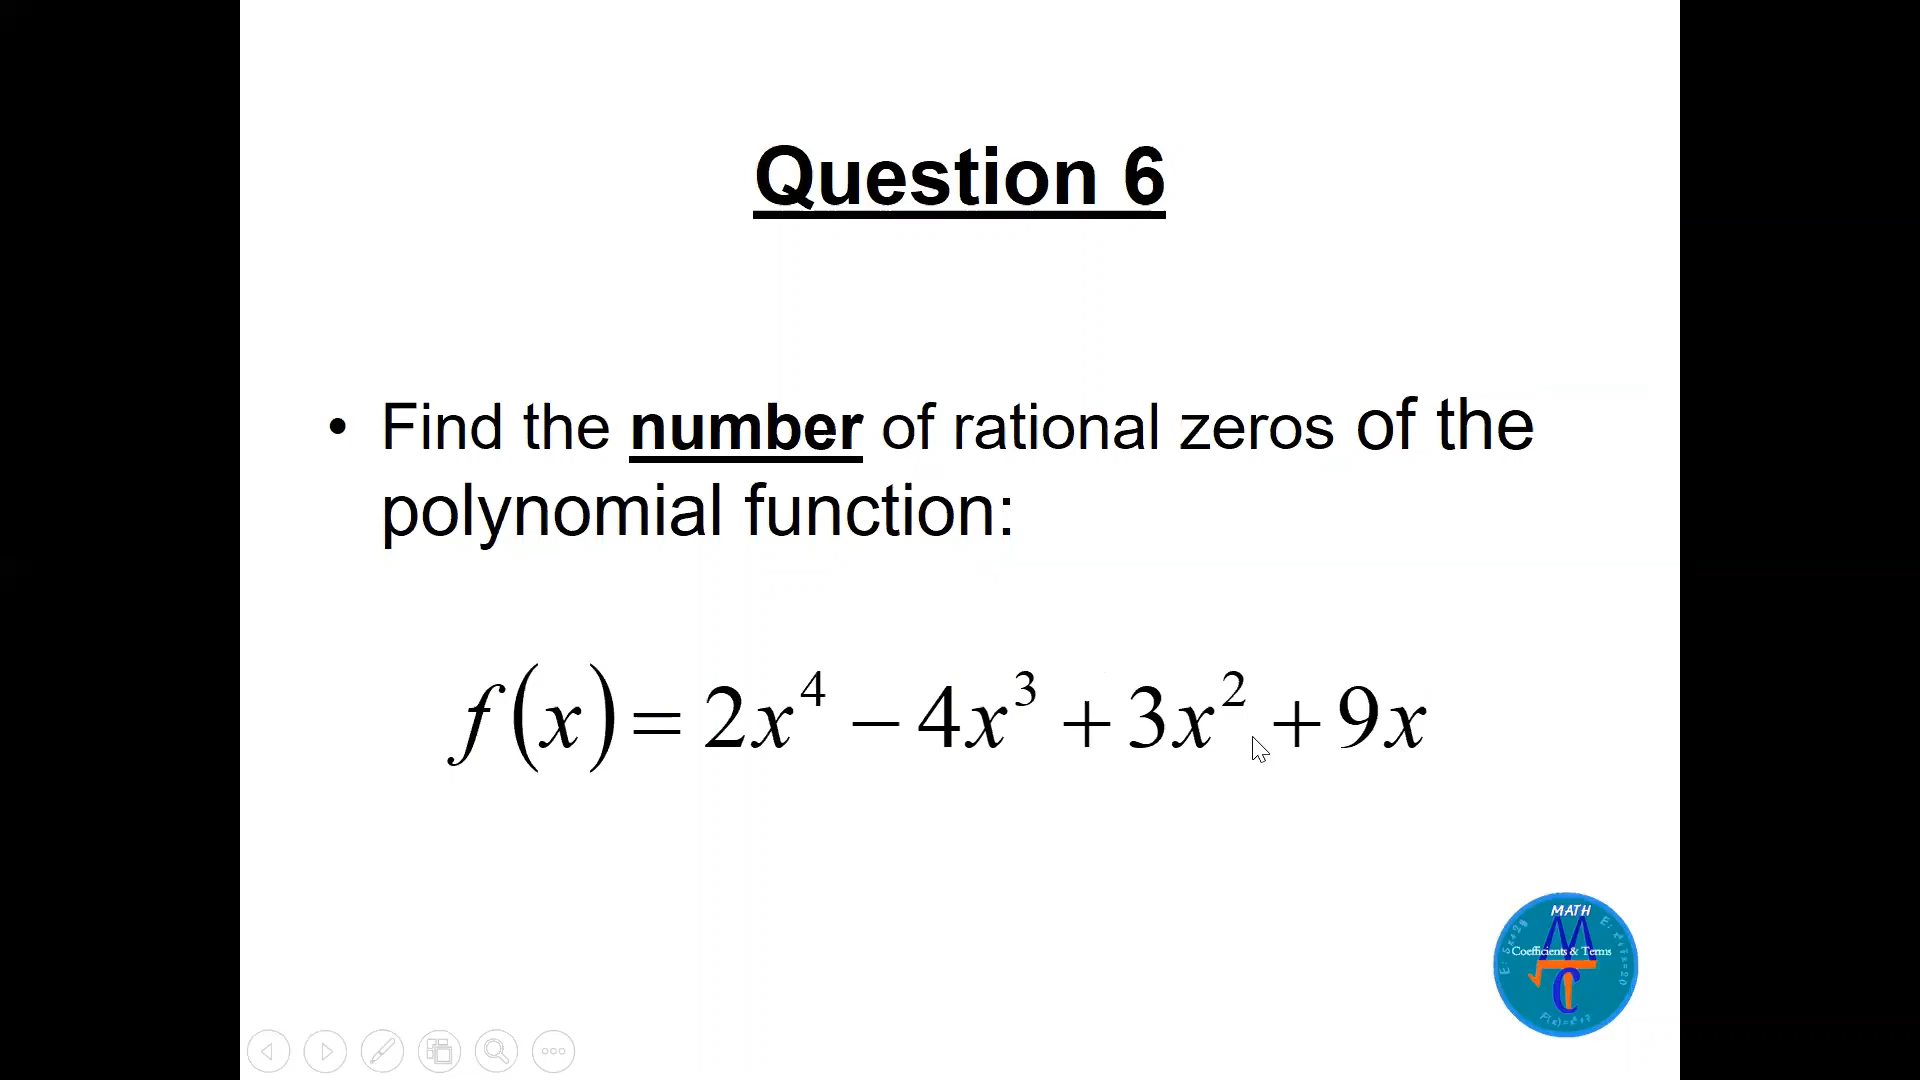 Question 6
• Find the number of rational zeros of the
polynomial function:
f(x) = 2x⁴ − 4x³ + 3x² + 9x
MATH
Coefficients & Terms